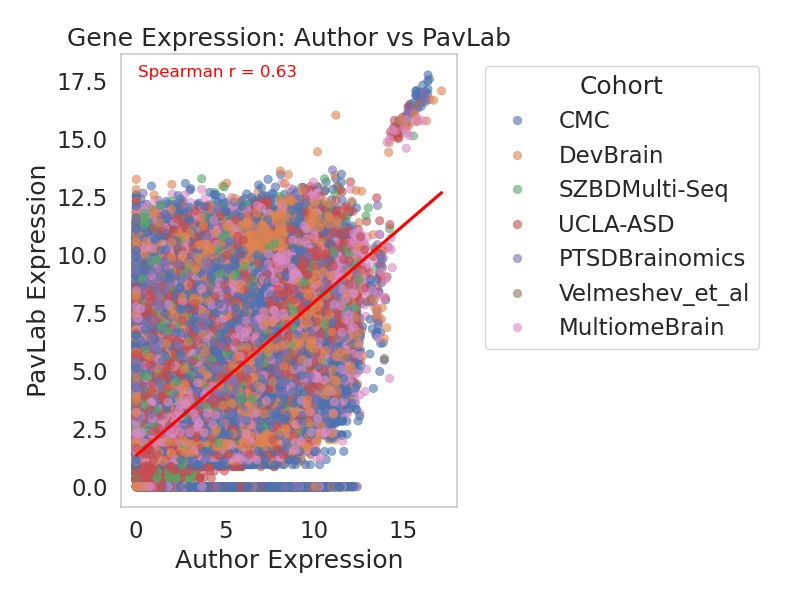 Gene Expression: Author vs PavLab
Spearman r = 0.63
PavLab Expression
17.5
15.0
12.5
10.0
7.5
5.0
2.5
0.0
0
5
10
15
Author Expression
Cohort
CMC
DevBrain
SZBDMulti-Seq
UCLA-ASD
PTSDBrainomics
Velmeshev_et_al
MultiomeBrain